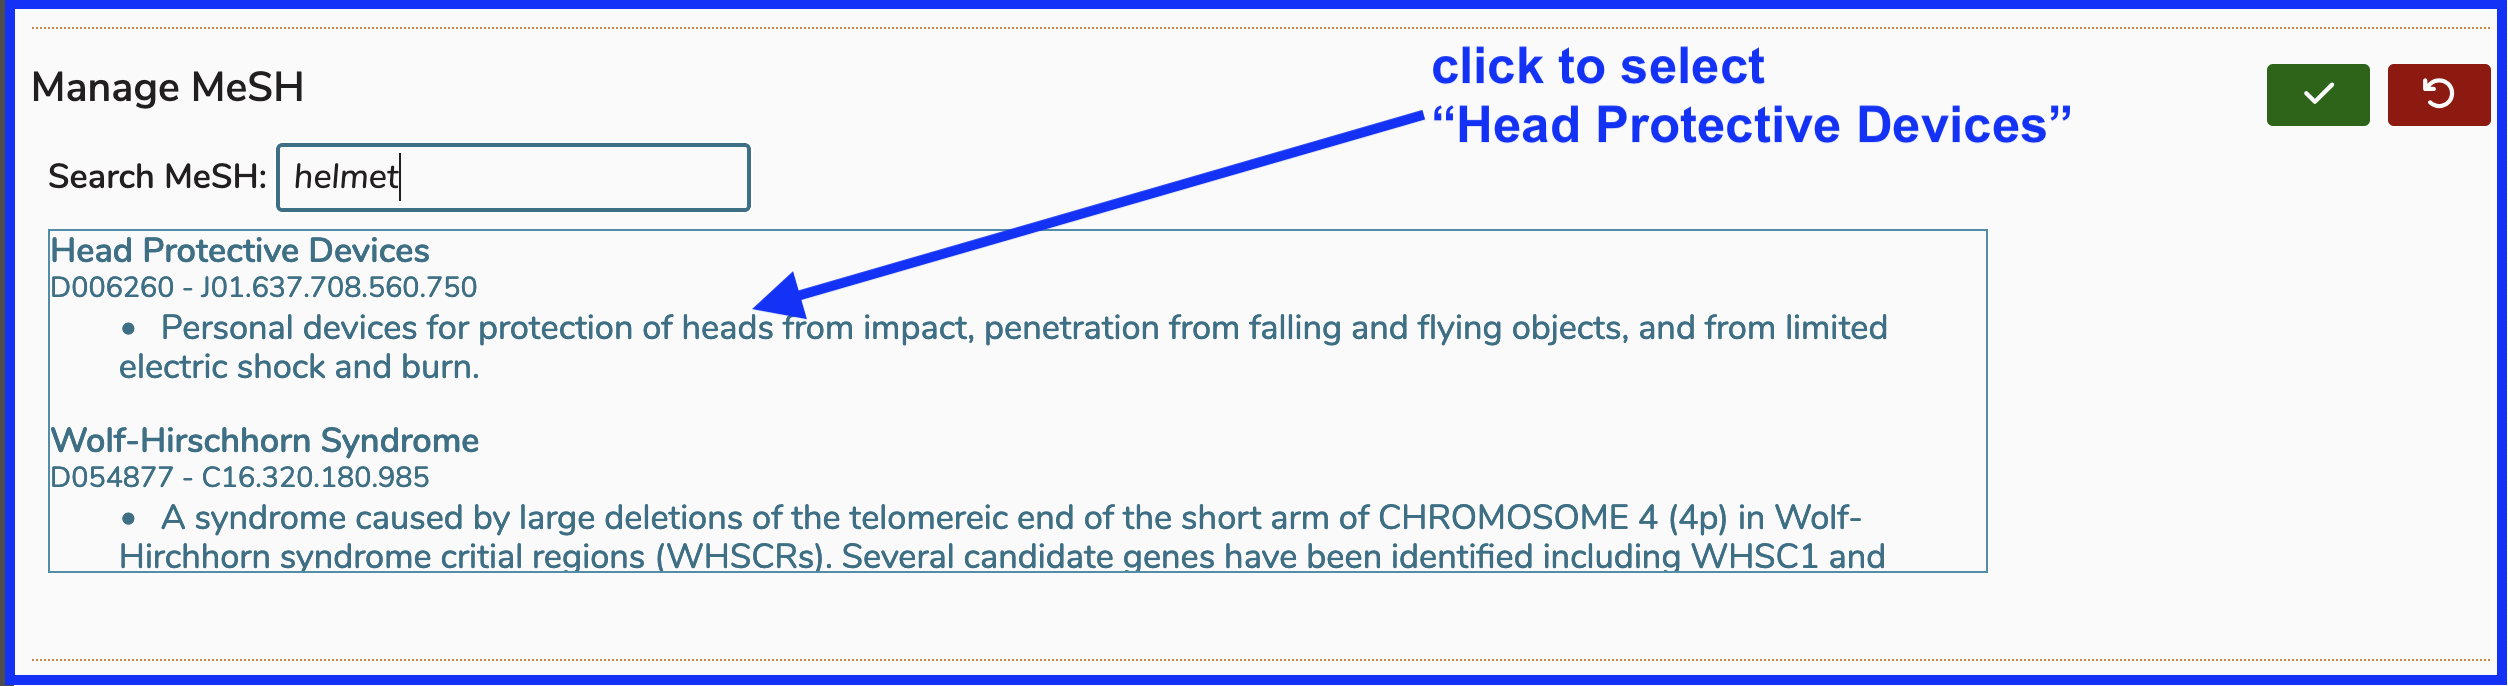 click to select
“Head Protective Devices”
Manage MeSH
Search MeSH: helmet
Head Protective Devices
D006260 - J01.637.708.560.750
• Personal devices for protection of heads from impact, penetration from falling and flying objects, and from limited
electric shock and burn.
Wolf-Hirschhorn Syndrome
D054877 - C16.320.180.985
• A syndrome caused by large deletions of the telomereic end of the short arm of CHROMOSOME 4 (4p) in Wolf-
Hirchhorn syndrome critial regions (WHSCRs). Several candidate genes have been identified including WHSC1 and